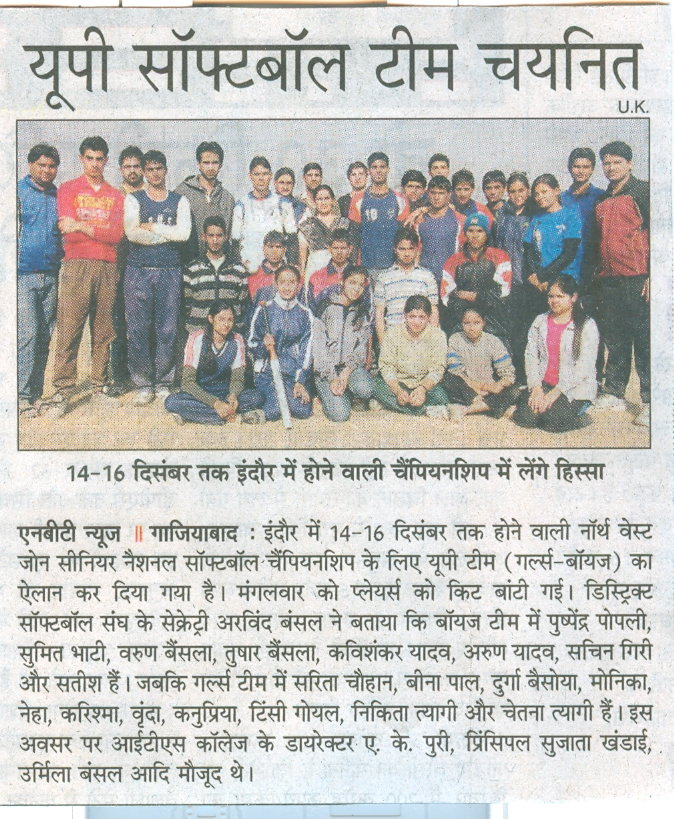 यूपी सॉफ्टबॉल टीम चयनित
U.K.
14-16 दिसंबर तक इंदौर में होने वाली चैंपियनशिप में लेंगे हिस्सा
एनबीटी न्यूज ॥ गाजियाबाद : इंदौर में 14-16 दिसंबर तक होने वाली नॉर्थ वेस्ट
जोन सीनियर नैशनल सॉफ्टबॉल चैंपियनशिप के लिए यूपी टीम (गर्ल्स-बॉयज) का
ऐलान कर दिया गया है। मंगलवार को प्लेयर्स को किट बांटी गई। डिस्ट्रिक्ट
सॉफ्टबॉल संघ के सेक्रेट्री अरविंद बंसल ने बताया कि बॉयज टीम में पुष्पेंद्र पोपली,
सुमित भाटी, वरुण बैंसला, तुषार बैंसला, कविशंकर यादव, अरुण यादव, सचिन गिरी
और सतीश हैं। जबकि गर्ल्स टीम में सरिता चौहान, बीना पाल, दुर्गा बैसोया, मोनिका,
नेहा, करिश्मा, वृंदा, कनुप्रिया, टिंसी गोयल, निकिता त्यागी और चेतना त्यागी हैं। इस
अवसर पर आईटीएस कॉलेज के डायरेक्टर ए. के. पुरी, प्रिंसिपल सुजाता खंडाई,
उर्मिला बंसल आदि मौजूद थे।